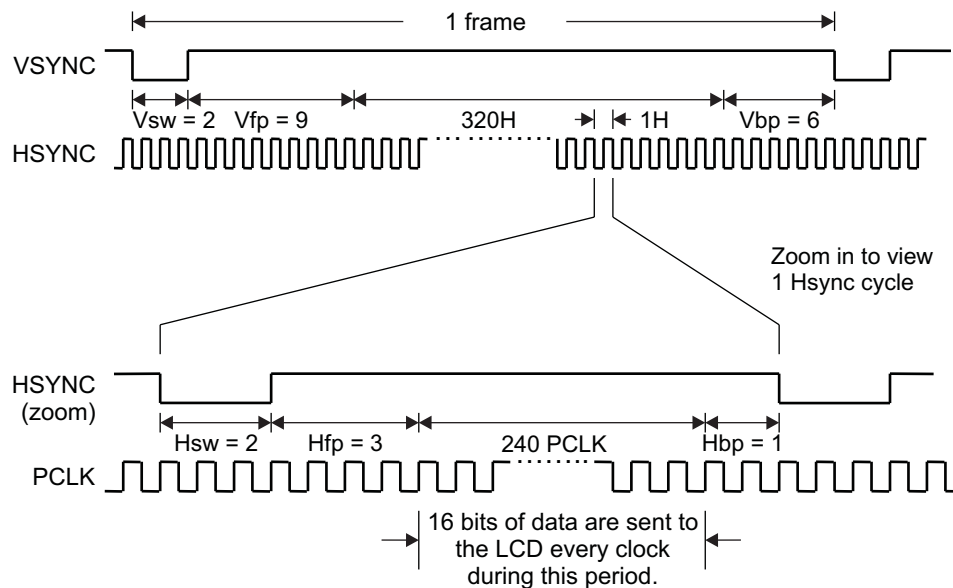 1 frame
VSYNC
Vsw = 2 Vfp = 9 320H 1H Vbp = 6
HSYNC
Zoom in to view
1 Hsync cycle
HSYNC
(zoom)
Hsw = 2 Hfp = 3 240 PCLK Hbp = 1
PCLK
16 bits of data are sent to
the LCD every clock
during this period.